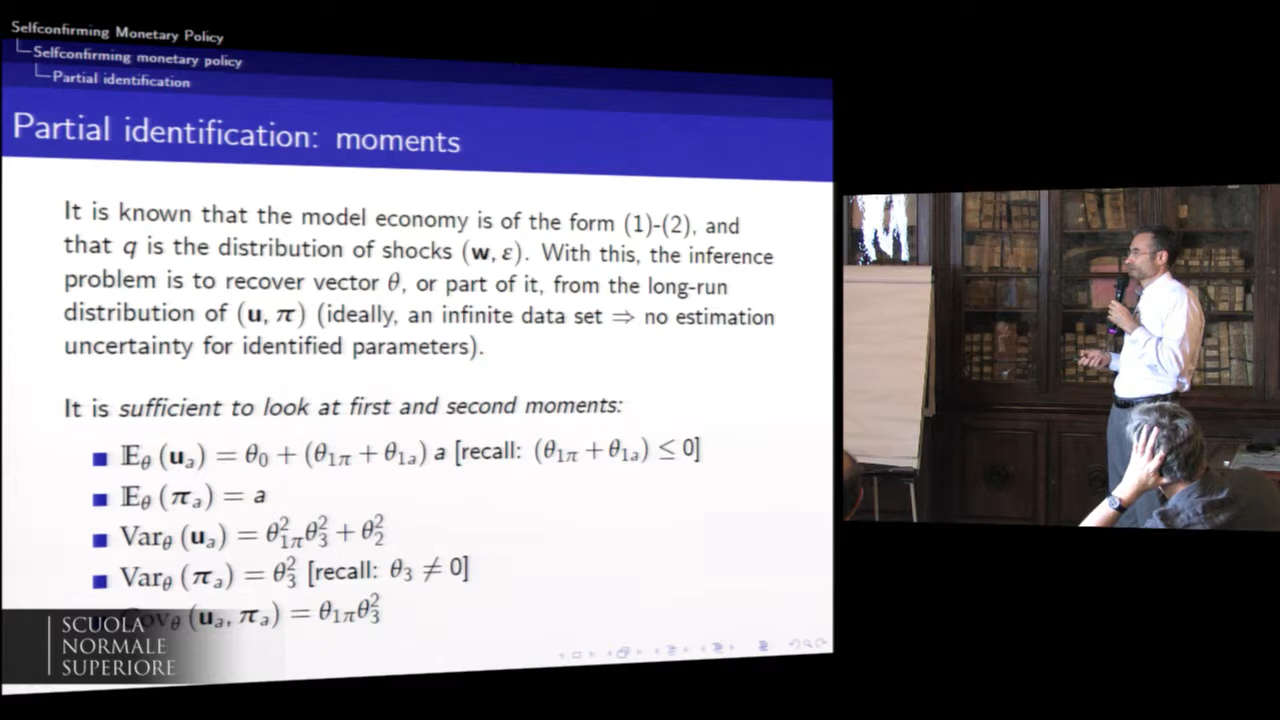 Selfconfirming Monetary Policy
Selfconfirming monetary policy
Partial identification
Partial identification: moments
It is known that the model economy is of the form (1)-(2), and
that q is the distribution of shocks (w, ε). With this, the inference
problem is to recover vector θ, or part of it, from the long-run
distribution of (u, π) (ideally, an infinite data set ⇒ no estimation
uncertainty for identified parameters).
It is sufficient to look at first and second moments:
𝔼θ (uₐ) = θ₀ + (θ₁π + θ₁ₐ) a [recall: (θ₁π + θ₁ₐ) ≤ 0]
𝔼θ (πₐ) = a
Varθ (uₐ) = θ²₁πθ²₃ + θ²₂
Varθ (πₐ) = θ²₃ [recall: θ₃ ≠ 0]
Covθ (uₐ, πₐ) = θ₁πθ²₃
SCUOLA
NORMALE
SUPERIORE